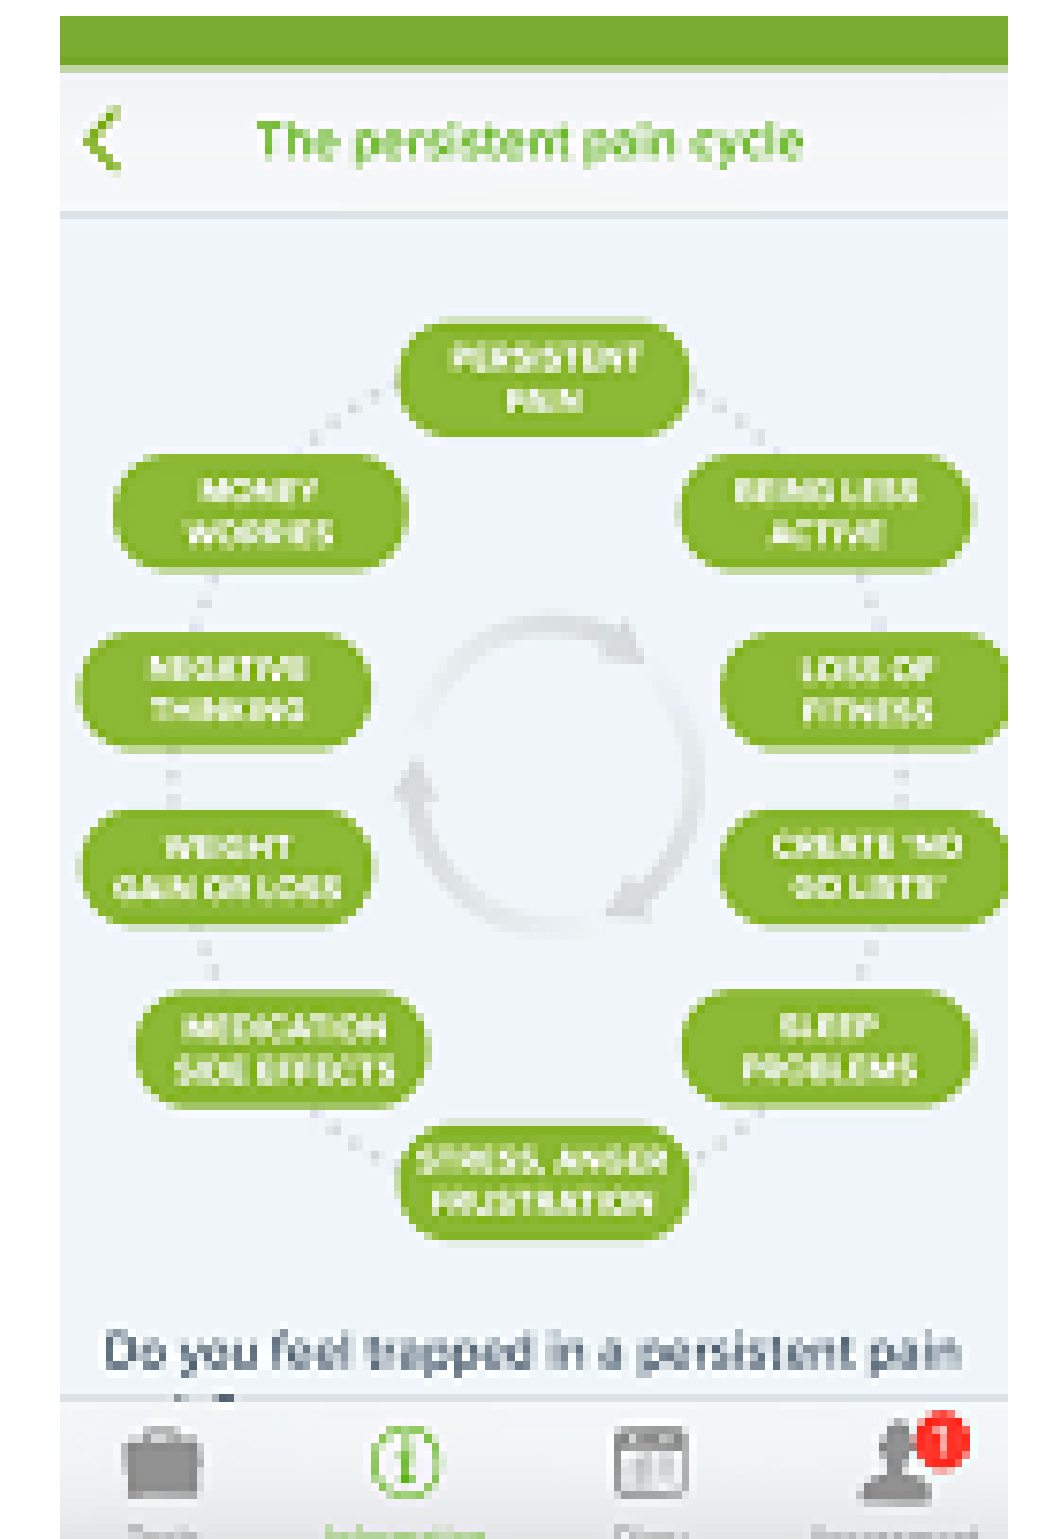 The persistent pain cycle
PERSISTENT
PAIN
BEING LESS
ACTIVE
LOSS OF
FITNESS
CREATE 'NO
GO LISTS'
SLEEP
PROBLEMS
STRESS, ANGER
FRUSTRATION
MEDICATION
SIDE EFFECTS
WEIGHT
GAIN OR LOSS
NEGATIVE
THINKING
MONEY
WORRIES
Do you feel trapped in a persistent pain
1
Information